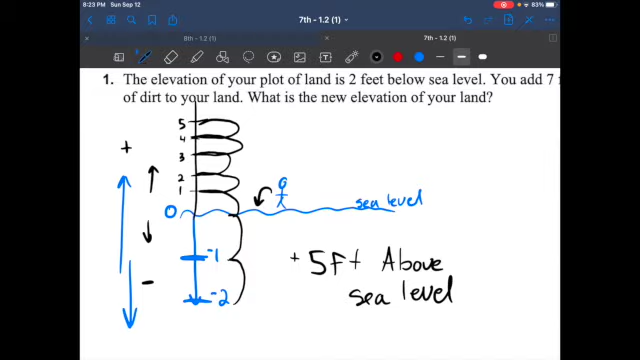 8:23 PM Sun Sep 12
7th - 1.2 (1)
8th - 1.2 (1)
7th - 1.2 (1)
1. The elevation of your plot of land is 2 feet below sea level. You add 7
of dirt to your land. What is the new elevation of your land?
5
4
3
2
1
0
-1
-2
+
-
sea level
+ 5ft Above
sea level